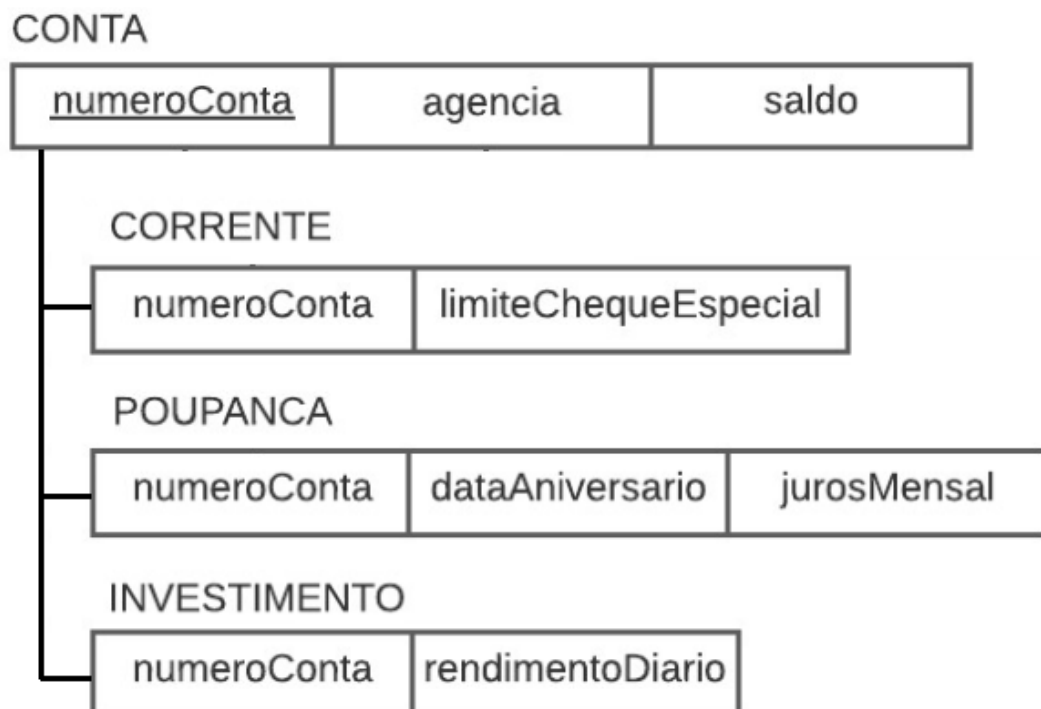 CONTA
numeroConta agencia saldo
CORRENTE
numeroConta limiteChequeEspecial
POUPANCA
numeroConta dataAniversario jurosMensal
INVESTIMENTO
numeroConta rendimentoDiario